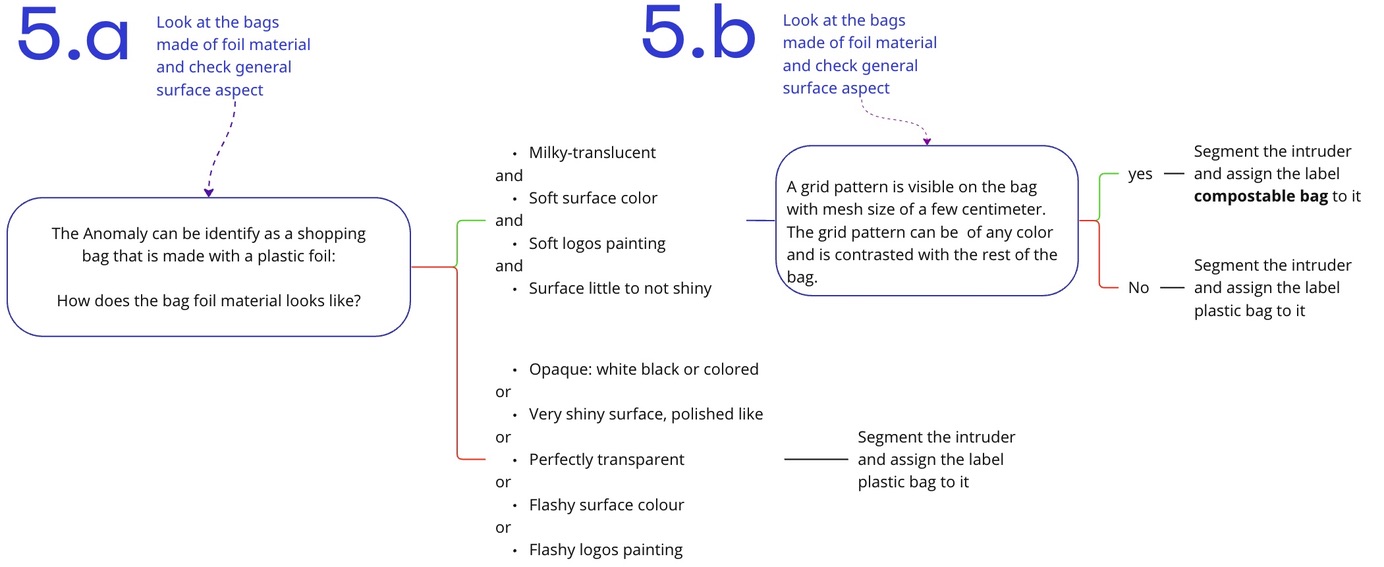 5.a
Look at the bags
made of foil material
and check general
surface aspect
The Anomaly can be identify as a shopping
bag that is made with a plastic foil:
How does the bag foil material looks like?
• Milky-translucent
and
• Soft surface color
and
• Soft logos painting
and
• Surface little to not shiny
• Opaque: white black or colored
or
• Very shiny surface, polished like
or
• Perfectly transparent
or
• Flashy surface colour
or
• Flashy logos painting
Segment the intruder
and assign the label
plastic bag to it
5.b
Look at the bags
made of foil material
and check general
surface aspect
A grid pattern is visible on the bag
with mesh size of a few centimeter.
The grid pattern can be  of any color
and is contrasted with the rest of the
bag.
yes
Segment the intruder
and assign the label
compostable bag to it
No
Segment the intruder
and assign the label
plastic bag to it